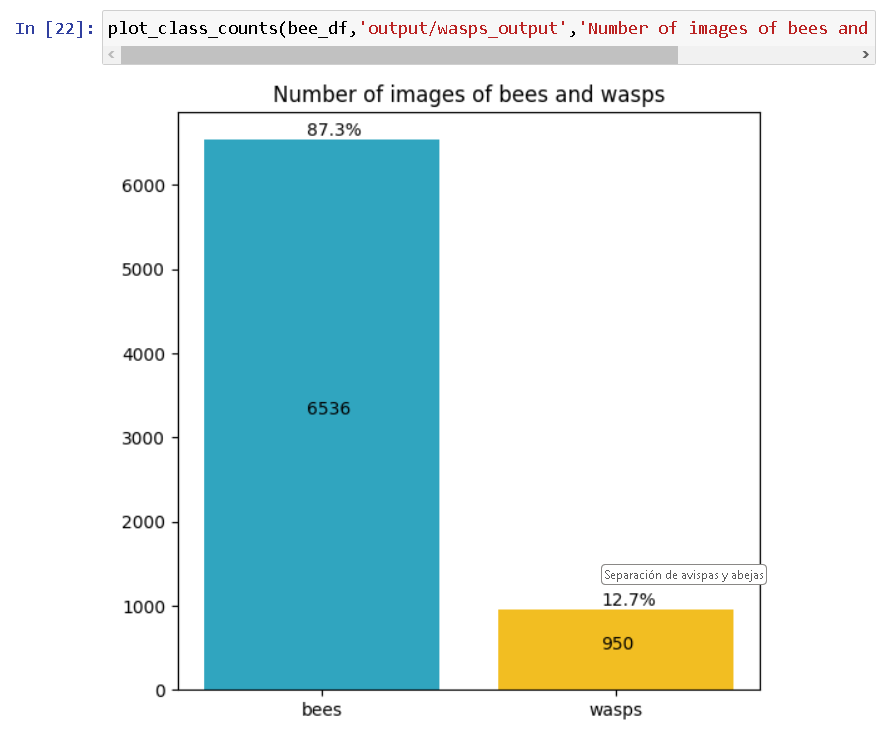 In [22]: plot_class_counts(bee_df,'output/wasps_output','Number of images of bees and
Number of images of bees and wasps
87.3%
6000
5000
4000
6536
3000
2000
Separación de avispas y abejas
12.7%
1000
950
0
bees wasps